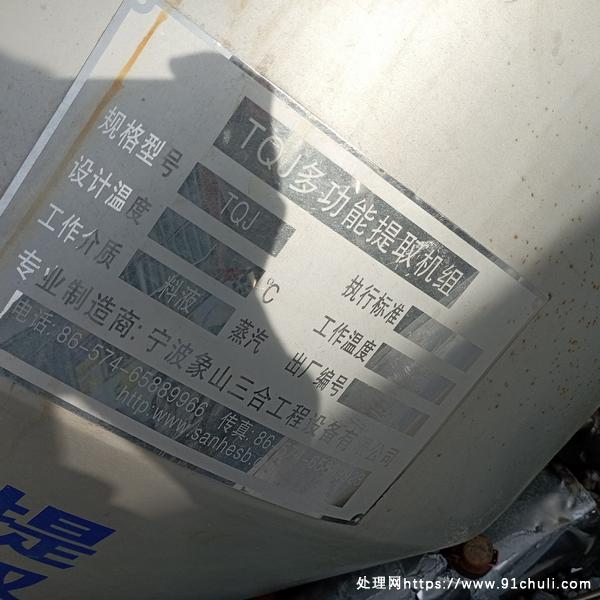 TQJ多功能提取机组
规格型号 TQJ 执行标准
设计温度 ℃ 工作温度
工作介质 料液 蒸汽 出厂编号
专业制造商:宁波象山三合工程设备有 公司
电话:86-574-65889966 传真:86
http:www.sanhesb.
提取
处理网https://www.91chuli.com/